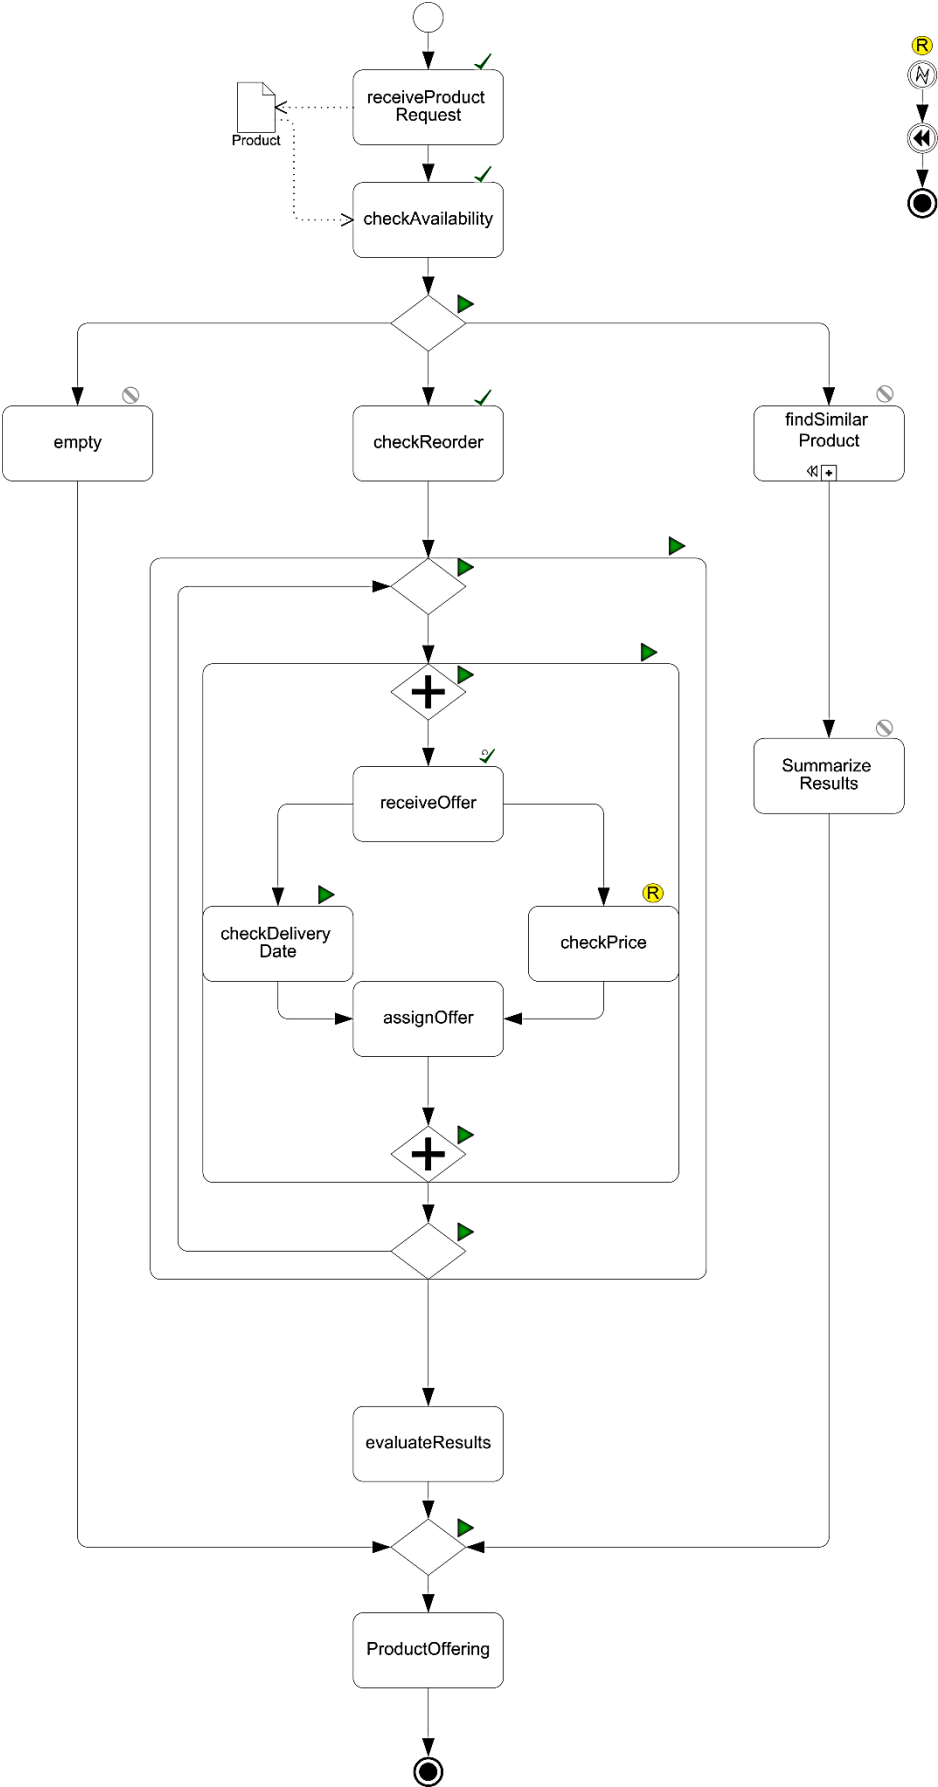 R
receiveProduct
Request
Product
checkAvailability
empty
checkReorder
findSimilar
Product
receiveOffer
Summarize
Results
R
checkDelivery
Date
checkPrice
assignOffer
evaluateResults
ProductOffering